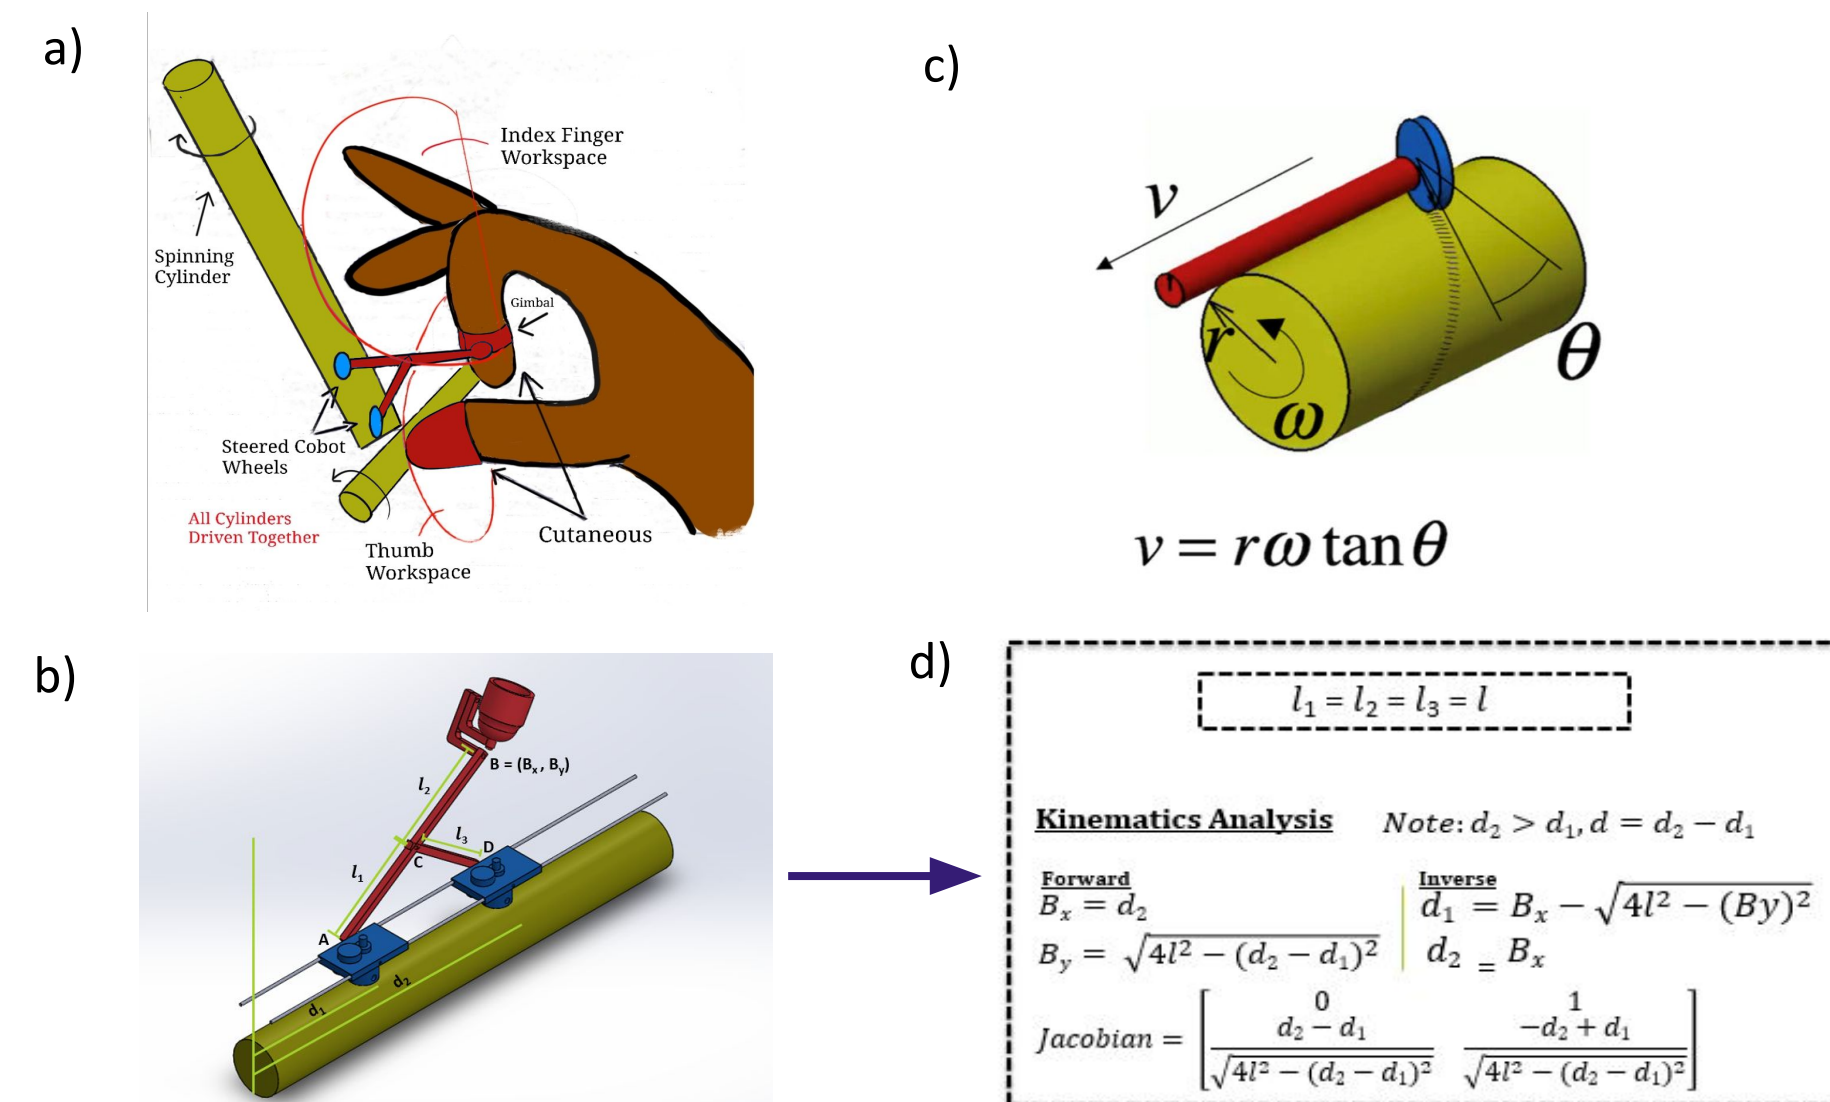 a)
Index Finger
Workspace
Spinning
Cylinder
Gimbal
Steered Cobot
Wheels
All Cylinders
Driven Together
Thumb
Workspace
Cutaneous
b)
B = (Bₓ , Bᵧ)
l₂
l₃
D
C
l₁
A
d₂
d₁
c)
v
r
ω
θ
v = rω tan θ
d)
l₁ = l₂ = l₃ = l
Kinematics Analysis Note: d₂ > d₁, d = d₂ − d₁
Forward Inverse
Bₓ = d₂ d₁ = Bₓ − √(4l² − (By)²)
Bᵧ = √(4l² − (d₂ − d₁)²) d₂ = Bₓ
Jacobian = [0 1
d₂ − d₁ / √(4l² − (d₂ − d₁)²) −d₂ + d₁ / √(4l² − (d₂ − d₁)²)]